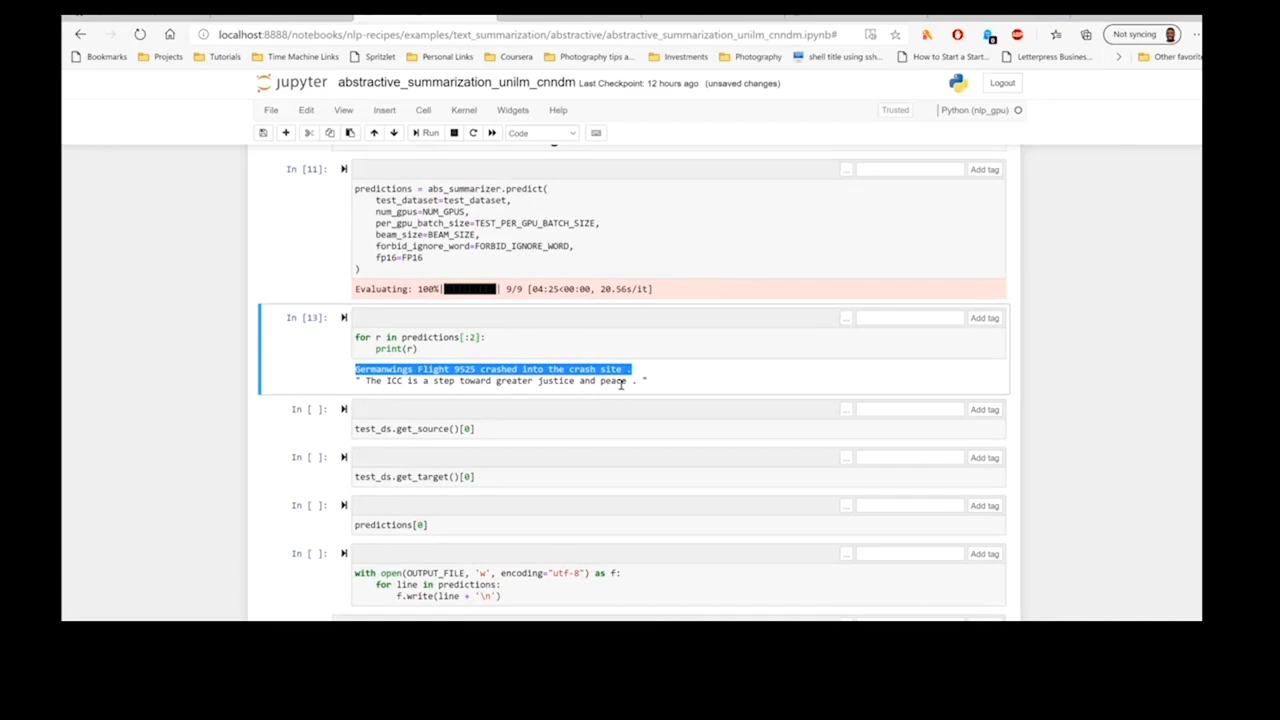 localhost:8888/notebooks/nlp-recipes/examples/text_summarization/abstractive/abstractive_summarization_unilm_cnndm.ipynb#
Not syncing
Bookmarks Projects Tutorials Time Machine Links Spritzlet Personal Links Coursera Photography tips a... Investments Photography shell title using ssh... How to Start a Start... Letterpress Busines... Other favorite
jupyter abstractive_summarization_unilm_cnndm Last Checkpoint: 12 hours ago (unsaved changes) Logout
File Edit View Insert Cell Kernel Widgets Help Trusted Python (nlp_gpu)
Run Code
In [11]: ... Add tag
predictions = abs_summarizer.predict(
test_dataset=test_dataset,
num_gpus=NUM_GPUS,
per_gpu_batch_size=TEST_PER_GPU_BATCH_SIZE,
beam_size=BEAM_SIZE,
forbid_ignore_word=FORBID_IGNORE_WORD,
fp16=FP16
)
Evaluating: 100%| | 9/9 [04:25<00:00, 20.56s/it]
In [13]: ... Add tag
for r in predictions[:2]:
print(r)
Germanwings Flight 9525 crashed into the crash site .
" The ICC is a step toward greater justice and peace . "
In [ ]: ... Add tag
test_ds.get_source()[0]
In [ ]: ... Add tag
test_ds.get_target()[0]
In [ ]: ... Add tag
predictions[0]
In [ ]: ... Add tag
with open(OUTPUT_FILE, 'w', encoding="utf-8") as f:
for line in predictions:
f.write(line + '\n')